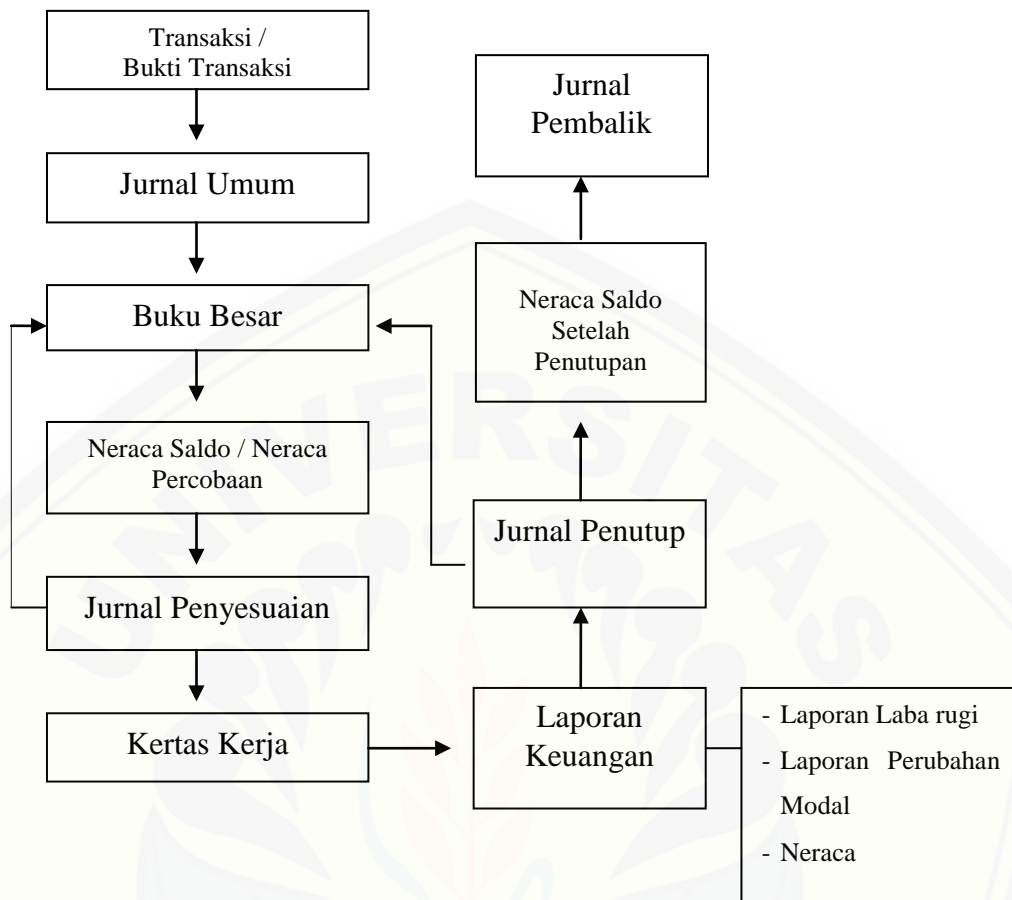 Transaksi /
Bukti Transaksi
Jurnal Umum
Buku Besar
Neraca Saldo / Neraca
Percobaan
Jurnal Penyesuaian
Kertas Kerja
Jurnal
Pembalik
Neraca Saldo
Setelah
Penutupan
Jurnal Penutup
Laporan
Keuangan
- Laporan Laba rugi
- Laporan Perubahan
Modal
- Neraca
UNIVERSITAS